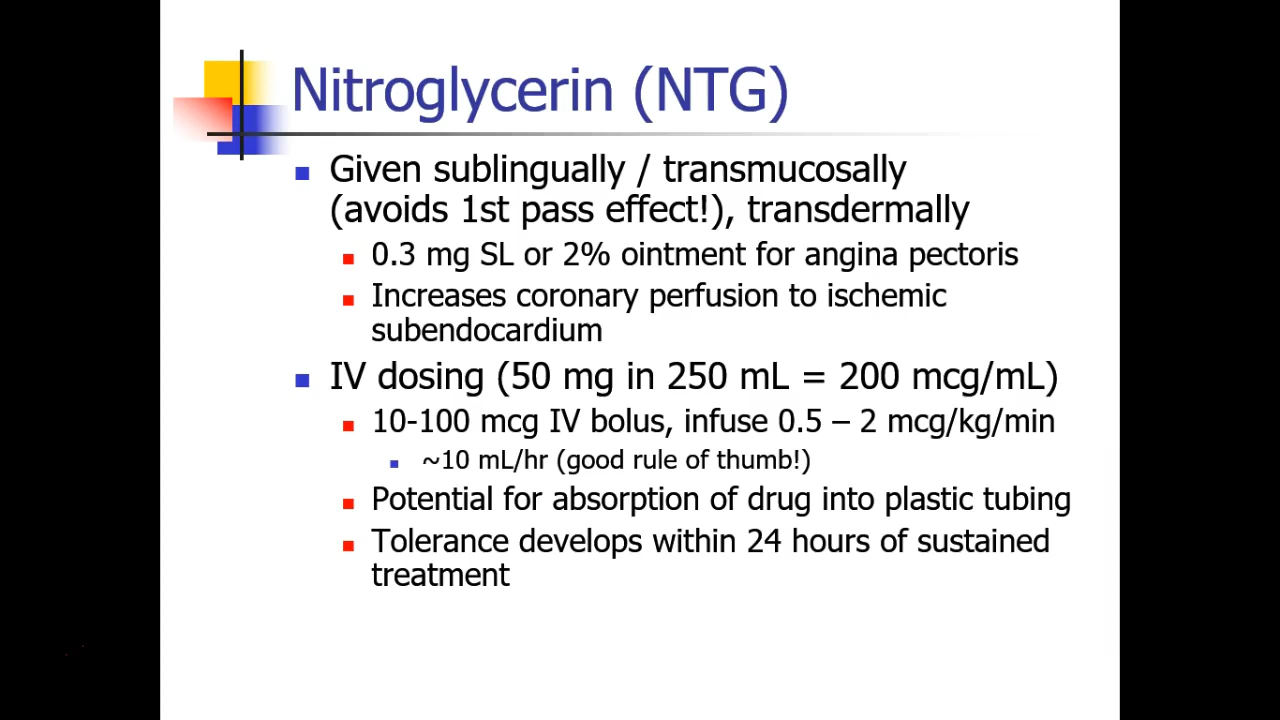 Nitroglycerin (NTG)
Given sublingually / transmucosally
(avoids 1st pass effect!), transdermally
0.3 mg SL or 2% ointment for angina pectoris
Increases coronary perfusion to ischemic
subendocardium
IV dosing (50 mg in 250 mL = 200 mcg/mL)
10-100 mcg IV bolus, infuse 0.5 – 2 mcg/kg/min
~10 mL/hr (good rule of thumb!)
Potential for absorption of drug into plastic tubing
Tolerance develops within 24 hours of sustained
treatment